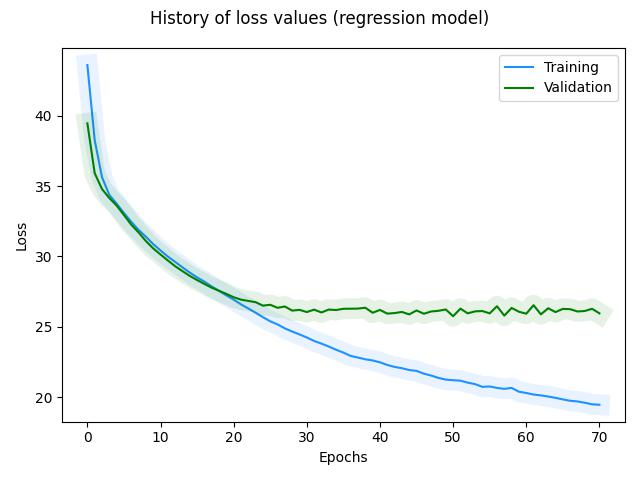 History of loss values (regression model)
Training
Validation
40
35
30
25
20
Loss
0 10 20 30 40 50 60 70
Epochs